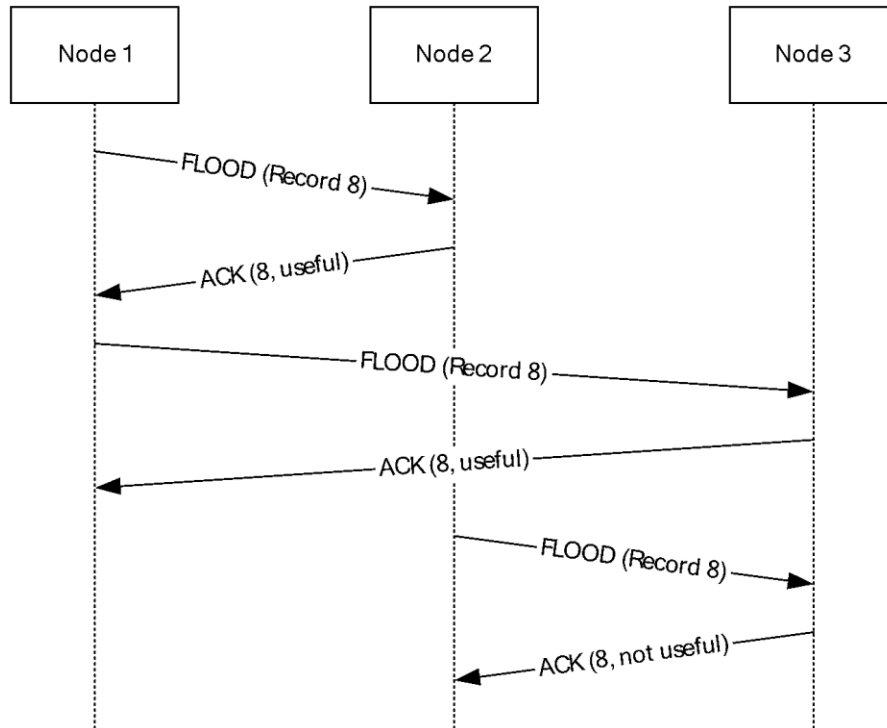 Node 1
Node 2
Node 3
FLOOD (Record 8)
ACK (8, useful)
FLOOD (Record 8)
ACK (8, useful)
FLOOD (Record 8)
ACK (8, not useful)